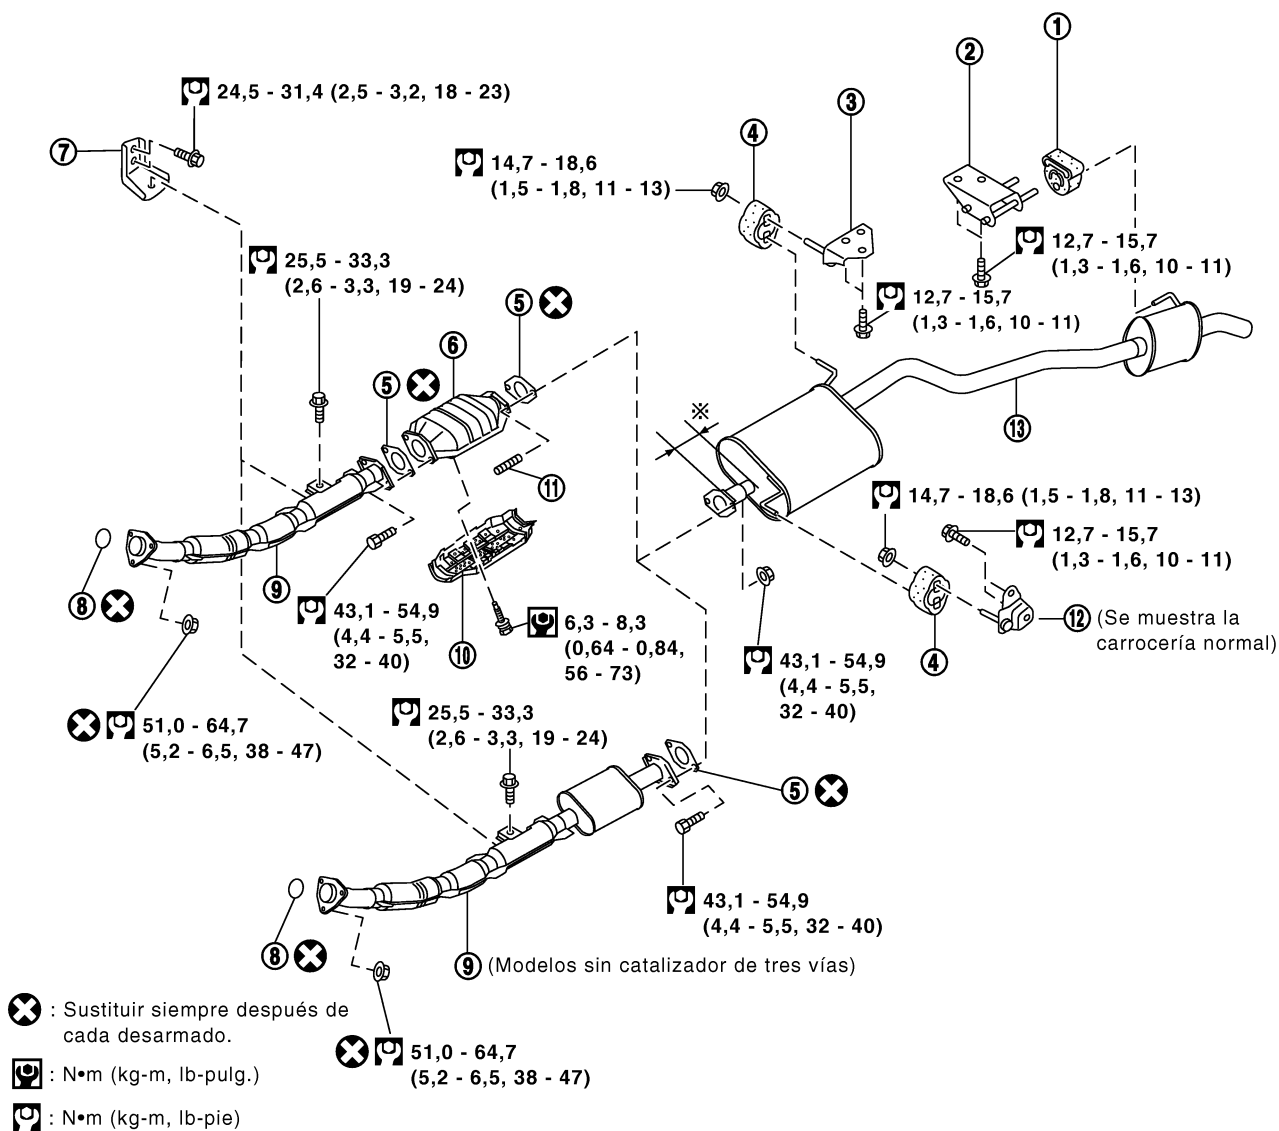 1
2
3
4
24,5 - 31,4 (2,5 - 3,2, 18 - 23)
7
14,7 - 18,6
(1,5 - 1,8, 11 - 13)
12,7 - 15,7
(1,3 - 1,6, 10 - 11)
25,5 - 33,3
(2,6 - 3,3, 19 - 24)
12,7 - 15,7
(1,3 - 1,6, 10 - 11)
5
6
5
※
13
11
14,7 - 18,6 (1,5 - 1,8, 11 - 13)
12,7 - 15,7
(1,3 - 1,6, 10 - 11)
8
9
43,1 - 54,9
(4,4 - 5,5,
32 - 40)
10
6,3 - 8,3
(0,64 - 0,84,
56 - 73)
12 (Se muestra la
carrocería normal)
4
43,1 - 54,9
(4,4 - 5,5,
32 - 40)
51,0 - 64,7
(5,2 - 6,5, 38 - 47)
25,5 - 33,3
(2,6 - 3,3, 19 - 24)
5
43,1 - 54,9
(4,4 - 5,5, 32 - 40)
8
9 (Modelos sin catalizador de tres vías)
: Sustituir siempre después de
cada desarmado.
51,0 - 64,7
(5,2 - 6,5, 38 - 47)
: N•m (kg-m, lb-pulg.)
: N•m (kg-m, lb-pie)